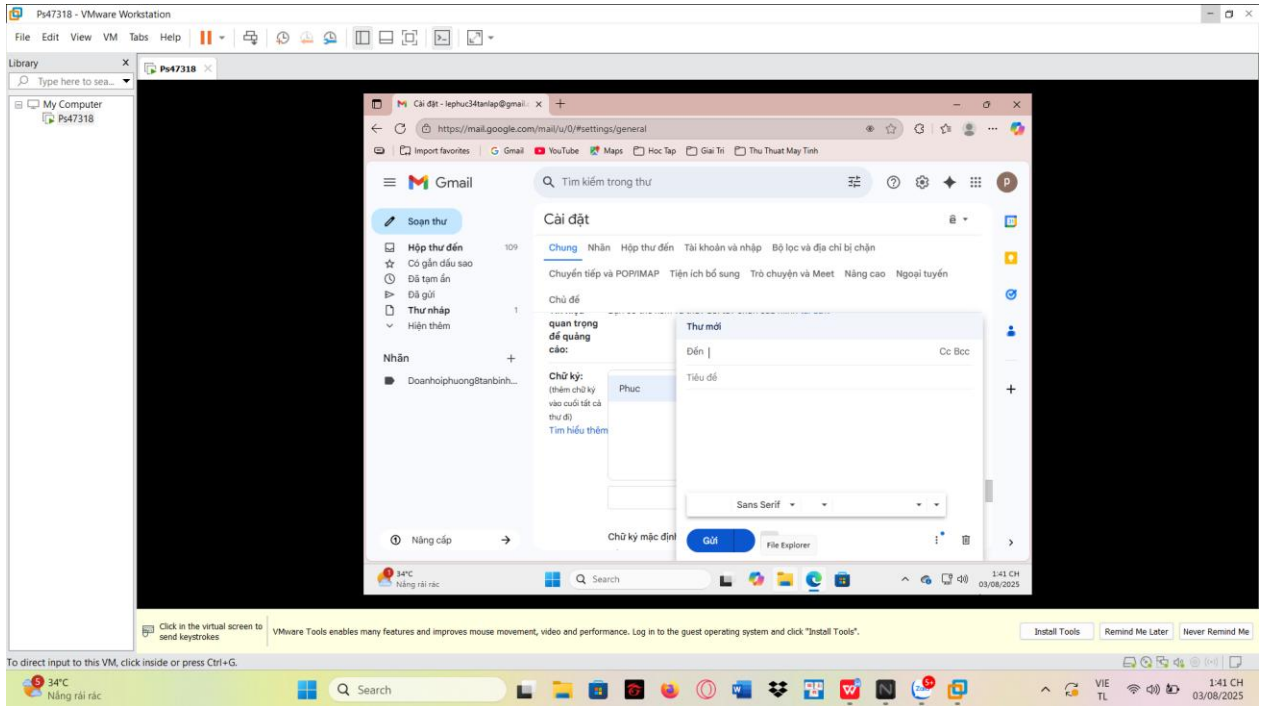 Ps47318 - VMware Workstation
File Edit View VM Tabs Help
Library X
Type here to sea...
My Computer
Ps47318
Ps47318
Cài đặt - lephuc34tanlap@gmail.c
https://mail.google.com/mail/u/0/#settings/general
Import favorites Gmail YouTube Maps Hoc Tap Giai Tri Thu Thuat May Tinh
Gmail
Tìm kiếm trong thư
P
Soạn thư
Hộp thư đến 109
Có gắn dấu sao
Đã tạm ẩn
Đã gửi
Thư nháp 1
Hiện thêm
Nhãn +
Doanhoiphuong8tanbinh...
Nâng cấp
Cài đặt
Chung Nhãn Hộp thư đến Tài khoản và nhập Bộ lọc và địa chỉ bị chặn
Chuyển tiếp và POP/IMAP Tiện ích bổ sung Trò chuyện và Meet Nâng cao Ngoại tuyến
Chủ đề
quan trọng
để quảng
cáo:
Chữ ký:
(thêm chữ ký
vào cuối tất cả
thư đi)
Tìm hiểu thêm
Phuc
Chữ ký mặc định
Thư mới
Đến Cc Bcc
Tiêu đề
Sans Serif
Gửi
File Explorer
34°C
Nắng rải rác
Search
1:41 CH
03/08/2025
Click in the virtual screen to
send keystrokes
VMware Tools enables many features and improves mouse movement, video and performance. Log in to the guest operating system and click "Install Tools".
Install Tools Remind Me Later Never Remind Me
To direct input to this VM, click inside or press Ctrl+G.
34°C
Nắng rải rác
Search
VIE
TL
1:41 CH
03/08/2025